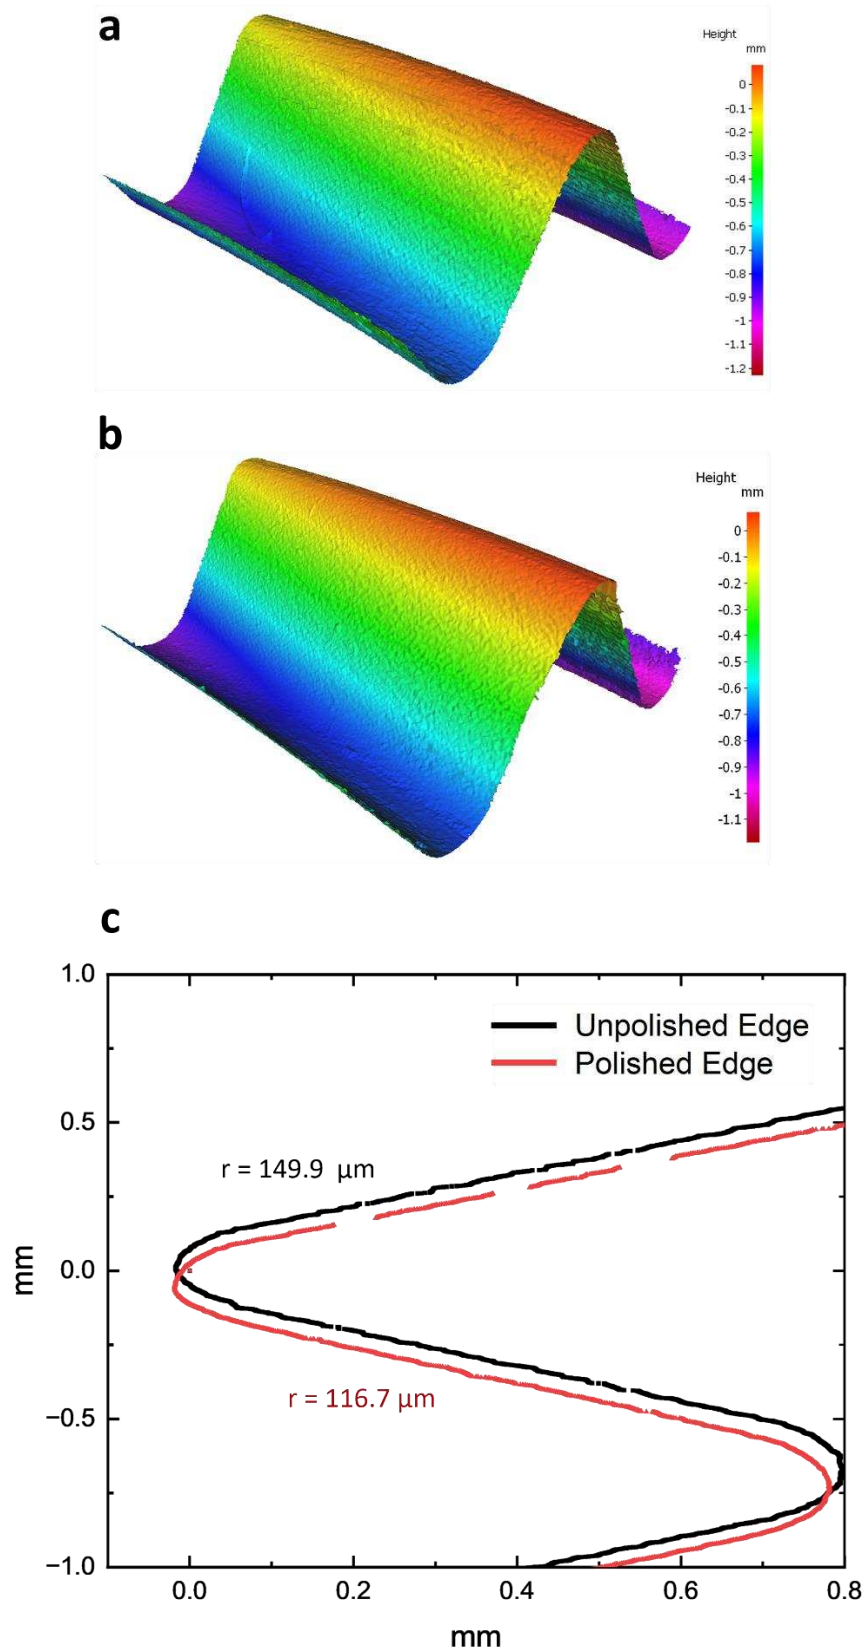 a
Height
mm
0
-0.1
-0.2
-0.3
-0.4
-0.5
-0.6
-0.7
-0.8
-0.9
-1
-1.1
-1.2
b
Height
mm
0
-0.1
-0.2
-0.3
-0.4
-0.5
-0.6
-0.7
-0.8
-0.9
-1
-1.1
c
1.0
Unpolished Edge
Polished Edge
0.5
r = 149.9 μm
0.0
mm
r = 116.7 μm
−0.5
−1.0
0.0 0.2 0.4 0.6 0.8
mm